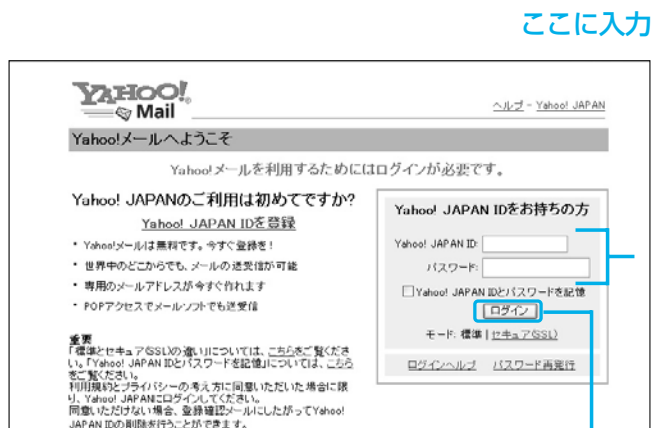 ここに入力
YAHOO!
Mail
ヘルプ - Yahoo! JAPAN
Yahoo!メールへようこそ
Yahoo!メールを利用するためにはログインが必要です。
Yahoo! JAPANのご利用は初めてですか?
Yahoo! JAPAN IDを登録
・ Yahoo!メールは無料です。今すぐ登録を!
・ 世界中のどこからでも、メールの送受信が可能
・ 専用のメールアドレスが今すぐ作れます
・ POPアクセスでメールソフトでも送受信
重要
「標準とセキュア(SSL)の違い」については、こちらをご覧くださ
い。「Yahoo! JAPAN IDとパスワードを記憶」については、こちら
をご覧ください。
利用規約とプライバシーの考え方に同意いただいた場合に限
り、Yahoo! JAPANにログインしてください。
同意いただけない場合、登録確認メールにしたがってYahoo!
JAPAN IDの削除を行うことができます。
Yahoo! JAPAN IDをお持ちの方
Yahoo! JAPAN ID:
パスワード:
Yahoo! JAPAN IDとパスワードを記憶
ログイン
モード: 標準 | セキュア(SSL)
ログインヘルプ パスワード再発行